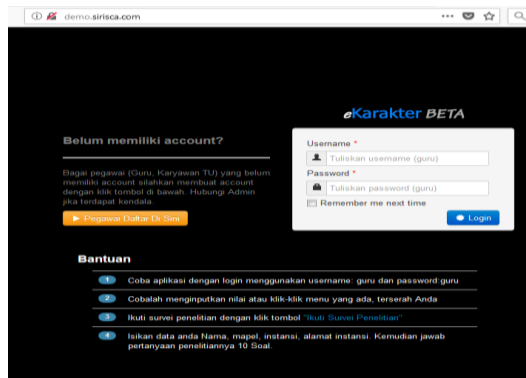 demo.sirisca.com
eKarakter BETA
Belum memiliki account?
Bagai pegawai (Guru, Karyawan TU) yang belum
memiliki account silahkan membuat account
dengan klik tombol di bawah. Hubungi Admin
jika terdapat kendala.
Pegawai Daftar Di Sini
Username *
Tuliskan username (guru)
Password *
Tuliskan password (guru)
Remember me next time
Login
Bantuan
1 Coba aplikasi dengan login menggunakan username: guru dan password:guru
2 Cobalah menginputkan nilai atau klik-klik menu yang ada, terserah Anda
3 Ikuti survei penelitian dengan klik tombol "Ikuti Survei Penelitian"
4 Isikan data anda Nama, mapel, instansi, alamat instansi. Kemudian jawab
pertanyaan penelitiannya 10 Soal.